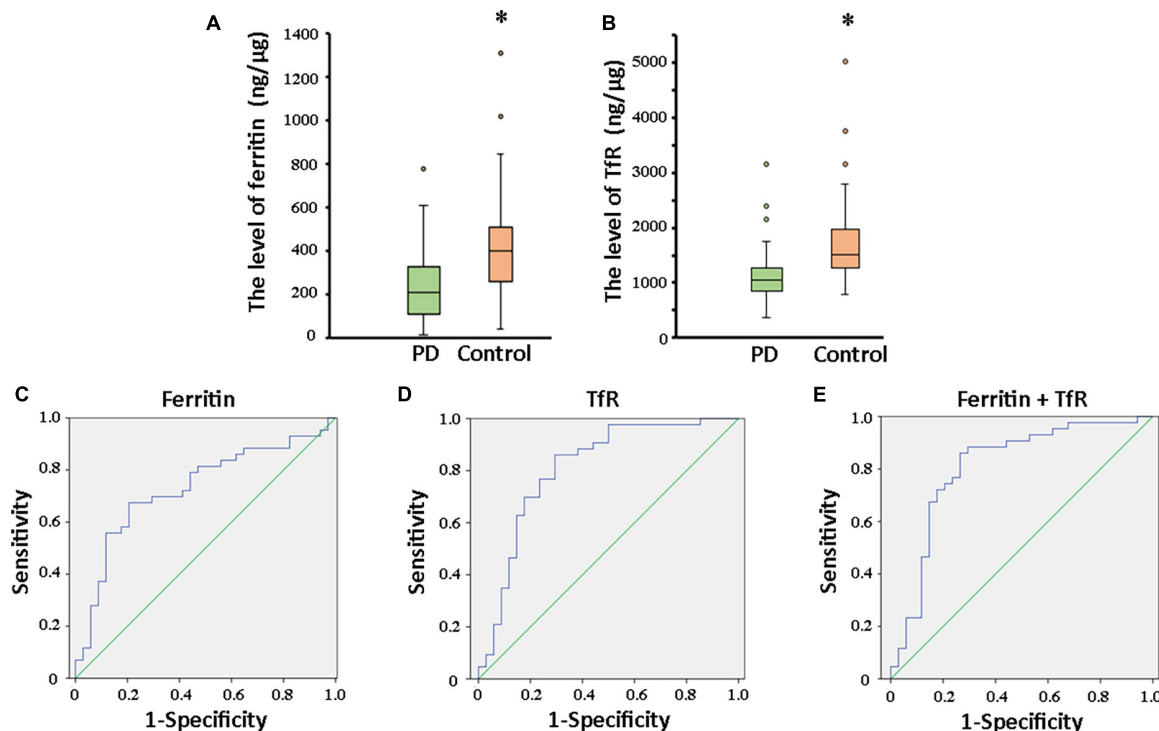 A
*
The level of ferritin (ng/µg)
1400
1200
1000
800
600
400
200
0
PD
Control
B
*
The level of TfR (ng/µg)
5000
4000
3000
2000
1000
0
PD
Control
C
Ferritin
Sensitivity
1.0
0.8
0.6
0.4
0.2
0
0
0.2
0.4
0.6
0.8
1.0
1-Specificity
D
TfR
Sensitivity
1.0
0.8
0.6
0.4
0.2
0
0
0.2
0.4
0.6
0.8
1.0
1-Specificity
E
Ferritin + TfR
Sensitivity
1.0
0.8
0.6
0.4
0.2
0
0
0.2
0.4
0.6
0.8
1.0
1-Specificity